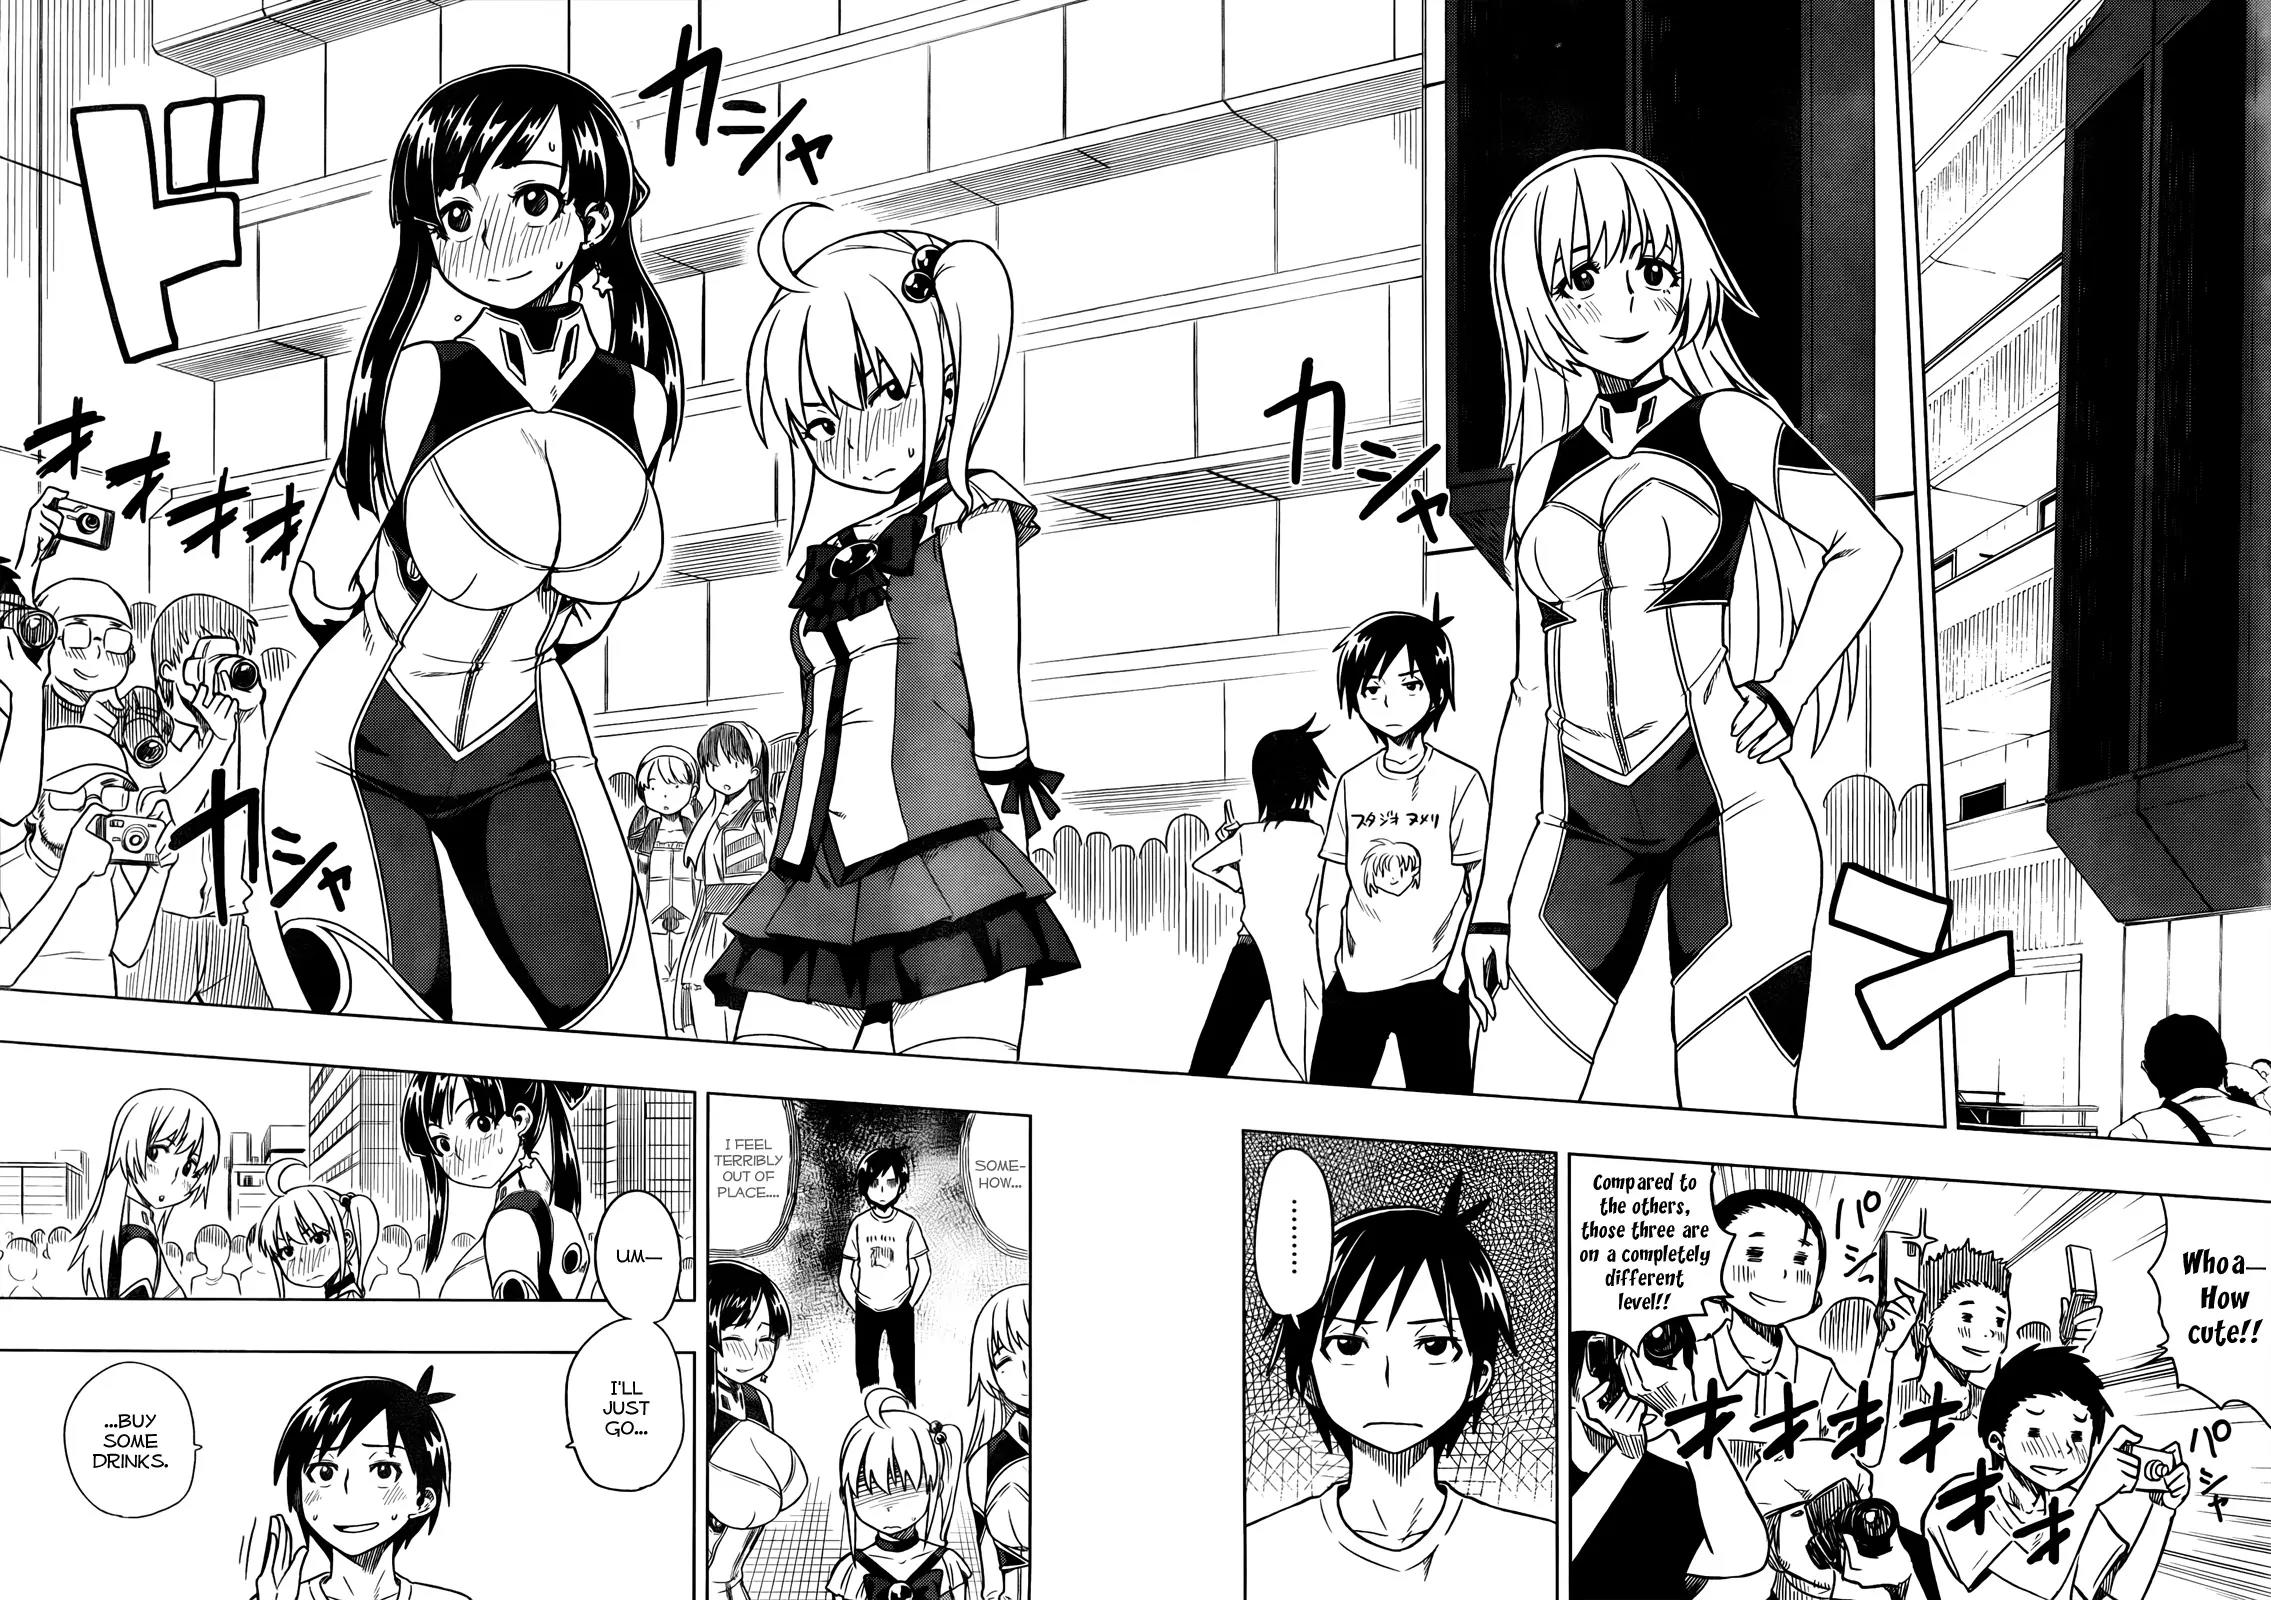 ドーン
カシャ
カシャ
カシャ
オオオオ
スタジオヌメリ
WHOA—
HOW
CUTE!!
COMPARED TO
THE OTHERS,
THOSE THREE ARE
ON A COMPLETELY
DIFFERENT
LEVEL!!
パシャ
パシャ
オオオオオオ
..........
SOME-
HOW...
I FEEL
TERRIBLY
OUT OF
PLACE....
UM—
I'LL
JUST
GO...
...BUY
SOME
DRINKS.